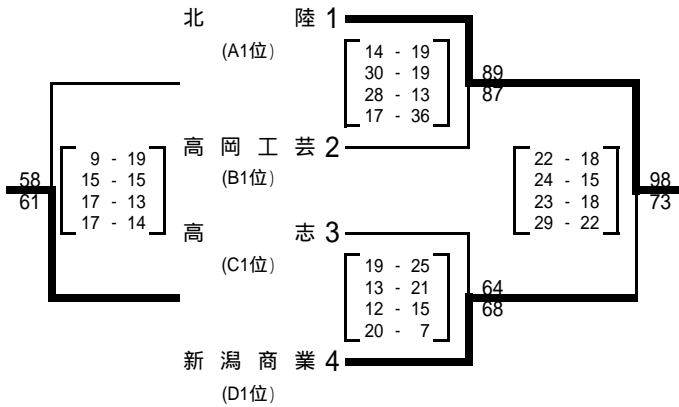 北 陸 1
(A1位)
14 - 19
30 - 19
28 - 13
17 - 36
89
87
高 岡 工 芸 2
(B1位)
9 - 19
15 - 15
17 - 13
17 - 14
58
61
22 - 18
24 - 15
23 - 18
29 - 22
98
73
高 志 3
(C1位)
19 - 25
13 - 21
12 - 15
20 - 7
64
68
新 潟 商 業 4
(D1位)